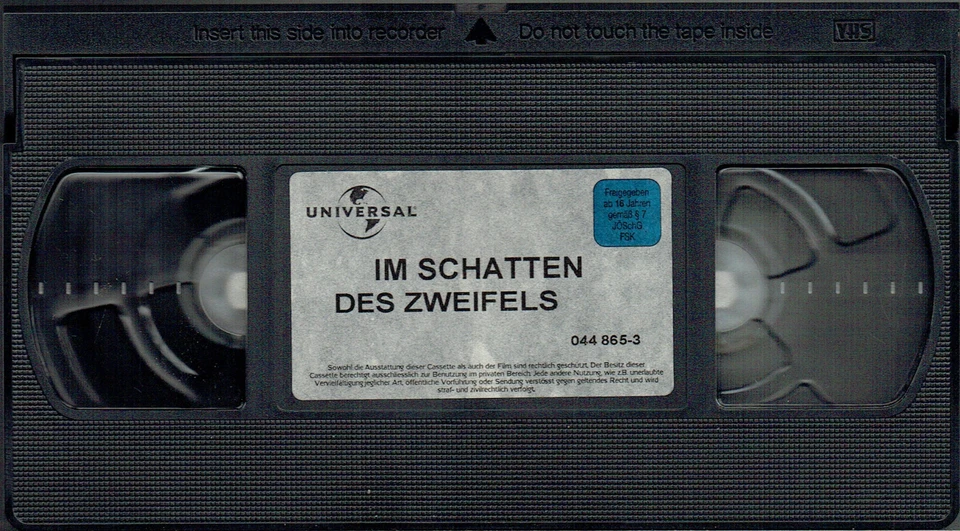 Insert this side into recorder Do not touch the tape inside VHS
UNIVERSAL
Freigegeben
ab 16 Jahren
gemäß § 7
JÖSchG
FSK
IM SCHATTEN
DES ZWEIFELS
044 865-3
Sowohl die Ausstattung dieser Cassette als auch der Film sind rechtlich geschützt. Der Besitz dieser
Cassette berechtigt ausschliesslich zur Benutzung im privaten Bereich. Jede andere Nutzung, wie z.B. unerlaubte
Vervielfältigung jeglicher Art, öffentliche Vorführung oder Sendung verstösst gegen geltendes Recht und wird
straf- und zivilrechtlich verfolgt.